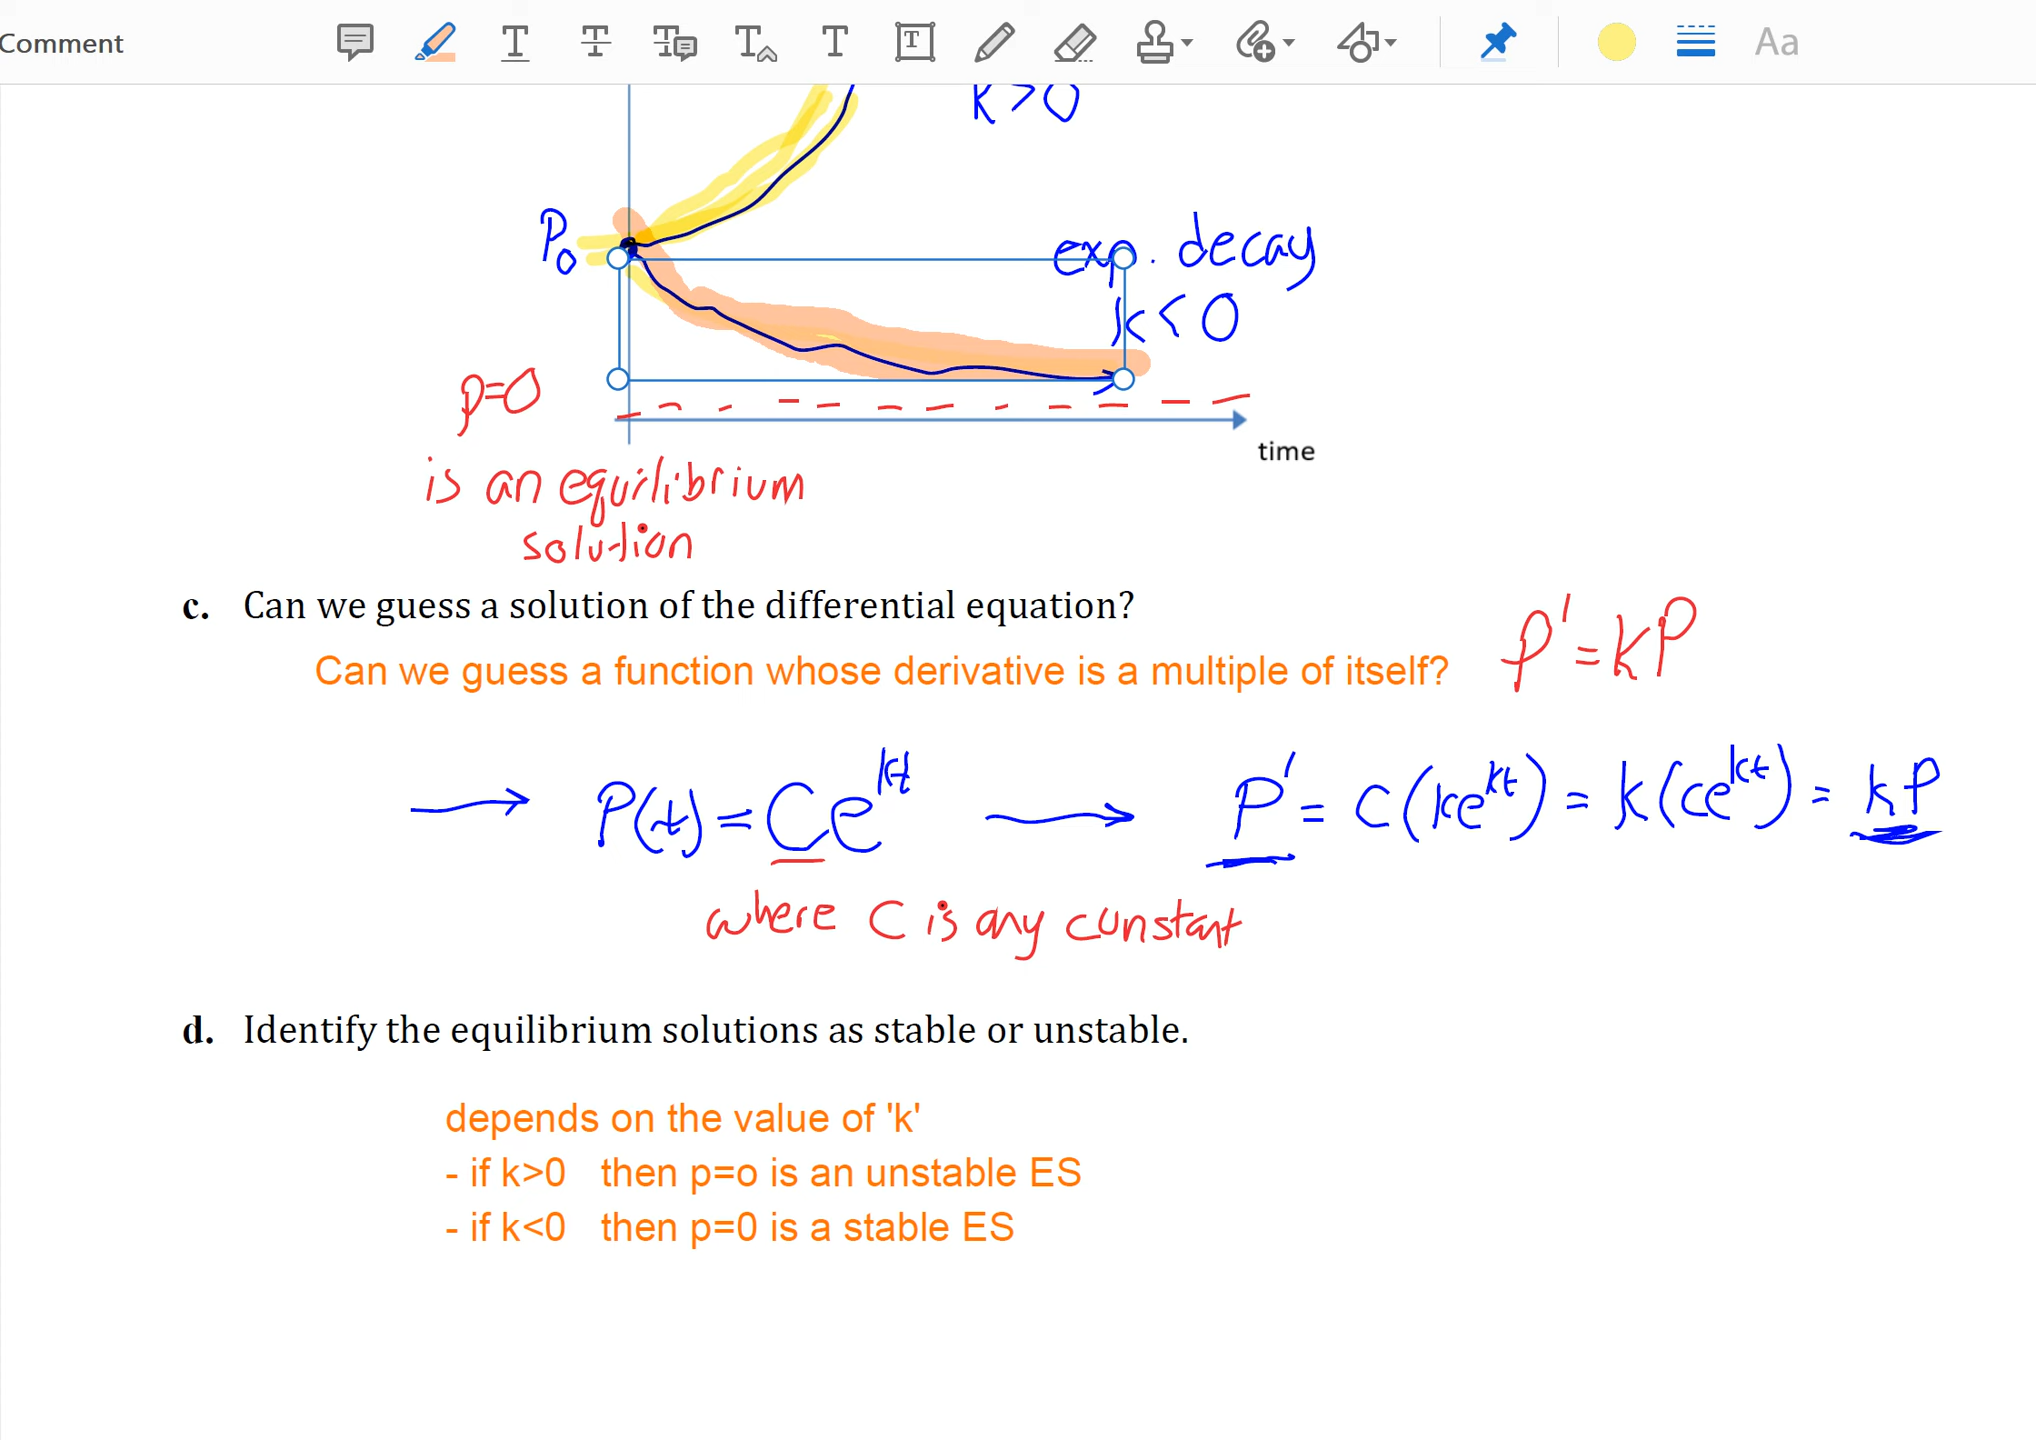 Comment
Aa
k>0
P₀
exp. decay
k<0
p=0
time
is an equilibrium
solution
c. Can we guess a solution of the differential equation?
Can we guess a function whose derivative is a multiple of itself?
P' = kP
→ P(t) = Ce^{kt} → P' = C(ke^{kt}) = k(ce^{kt}) = kP
where C is any constant
d. Identify the equilibrium solutions as stable or unstable.
depends on the value of 'k'
- if k>0 then p=o is an unstable ES
- if k<0 then p=0 is a stable ES